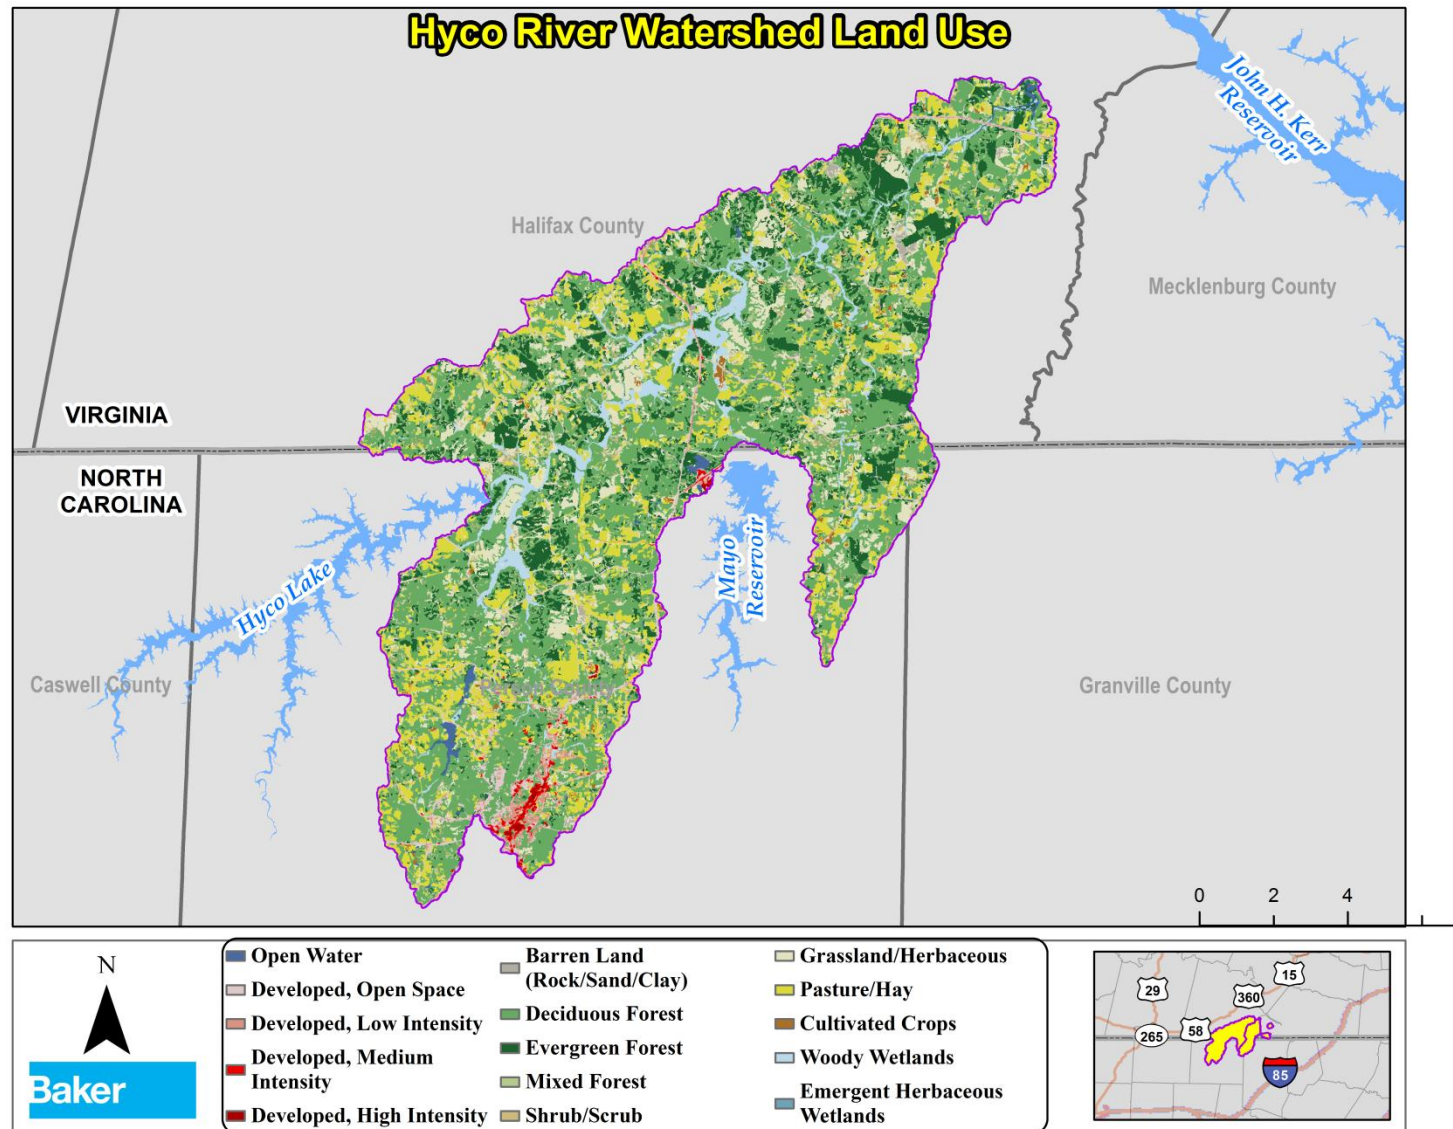 Hyco River Watershed Land Use
John H. Kerr
Reservoir
Halifax County
Mecklenburg County
VIRGINIA
NORTH
CAROLINA
Hyco Lake
Mayo
Reservoir
Caswell County
Person County
Granville County
0 2 4
N
Baker
Open Water
Developed, Open Space
Developed, Low Intensity
Developed, Medium
Intensity
Developed, High Intensity
Barren Land
(Rock/Sand/Clay)
Deciduous Forest
Evergreen Forest
Mixed Forest
Shrub/Scrub
Grassland/Herbaceous
Pasture/Hay
Cultivated Crops
Woody Wetlands
Emergent Herbaceous
Wetlands
29
15
360
58
265
85